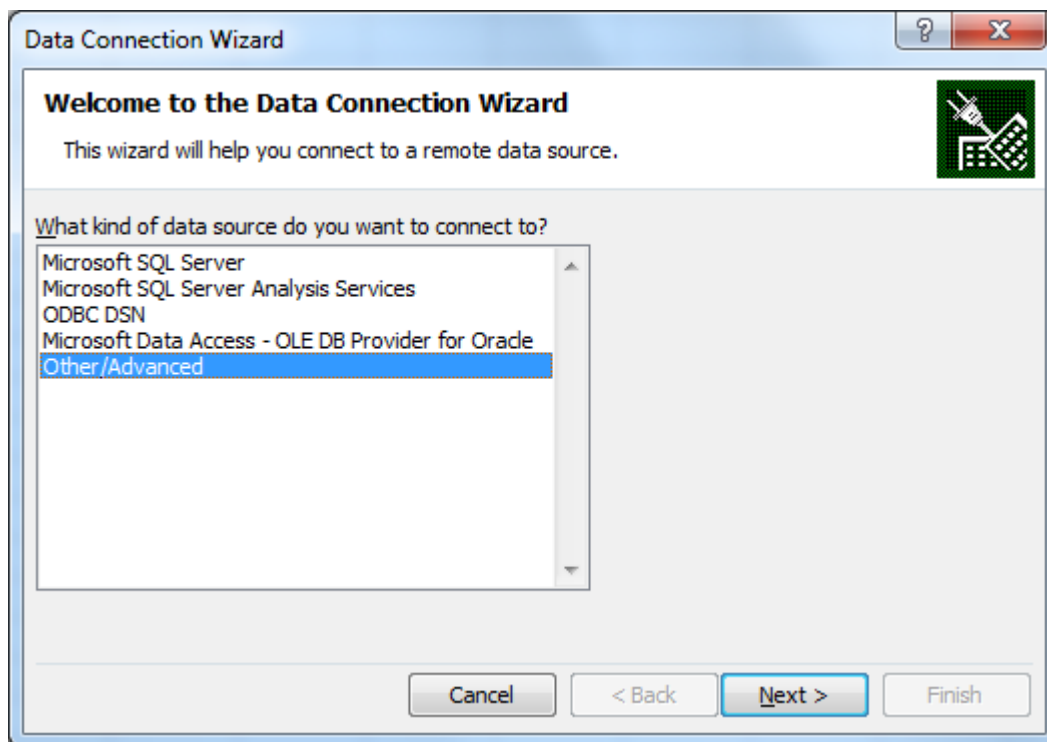 Data Connection Wizard
Welcome to the Data Connection Wizard
This wizard will help you connect to a remote data source.
What kind of data source do you want to connect to?
Microsoft SQL Server
Microsoft SQL Server Analysis Services
ODBC DSN
Microsoft Data Access - OLE DB Provider for Oracle
Other/Advanced
Cancel < Back Next > Finish